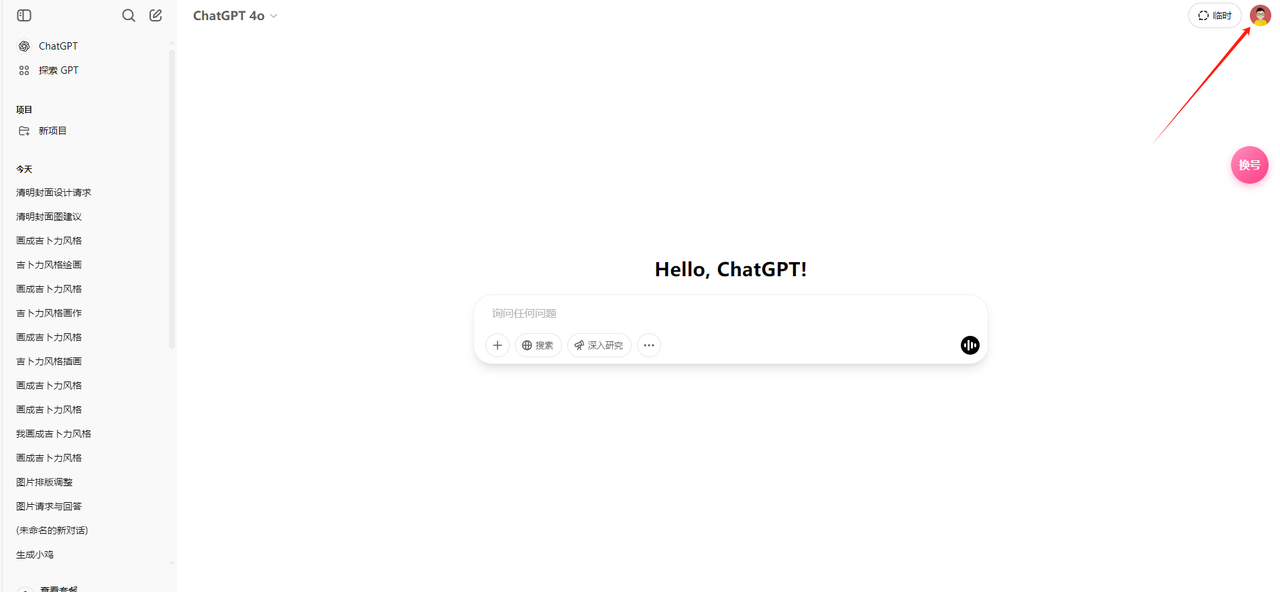 ChatGPT 4o
临时
ChatGPT
探索 GPT
项目
新项目
今天
清明封面设计请求
清明封面图建议
画成吉卜力风格
吉卜力风格绘画
画成吉卜力风格
吉卜力风格画作
画成吉卜力风格
吉卜力风格插画
画成吉卜力风格
画成吉卜力风格
我画成吉卜力风格
画成吉卜力风格
图片排版调整
图片请求与回答
(未命名的新对话)
生成小鸡
查看套餐
换号
Hello, ChatGPT!
询问任何问题
搜索
深入研究